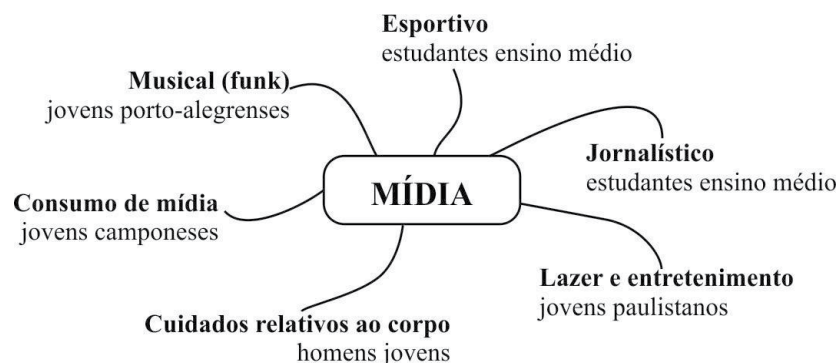 Esportivo
estudantes ensino médio
Musical (funk)
jovens porto-alegrenses
Jornalístico
estudantes ensino médio
MÍDIA
Consumo de mídia
jovens camponeses
Lazer e entretenimento
jovens paulistanos
Cuidados relativos ao corpo
homens jovens